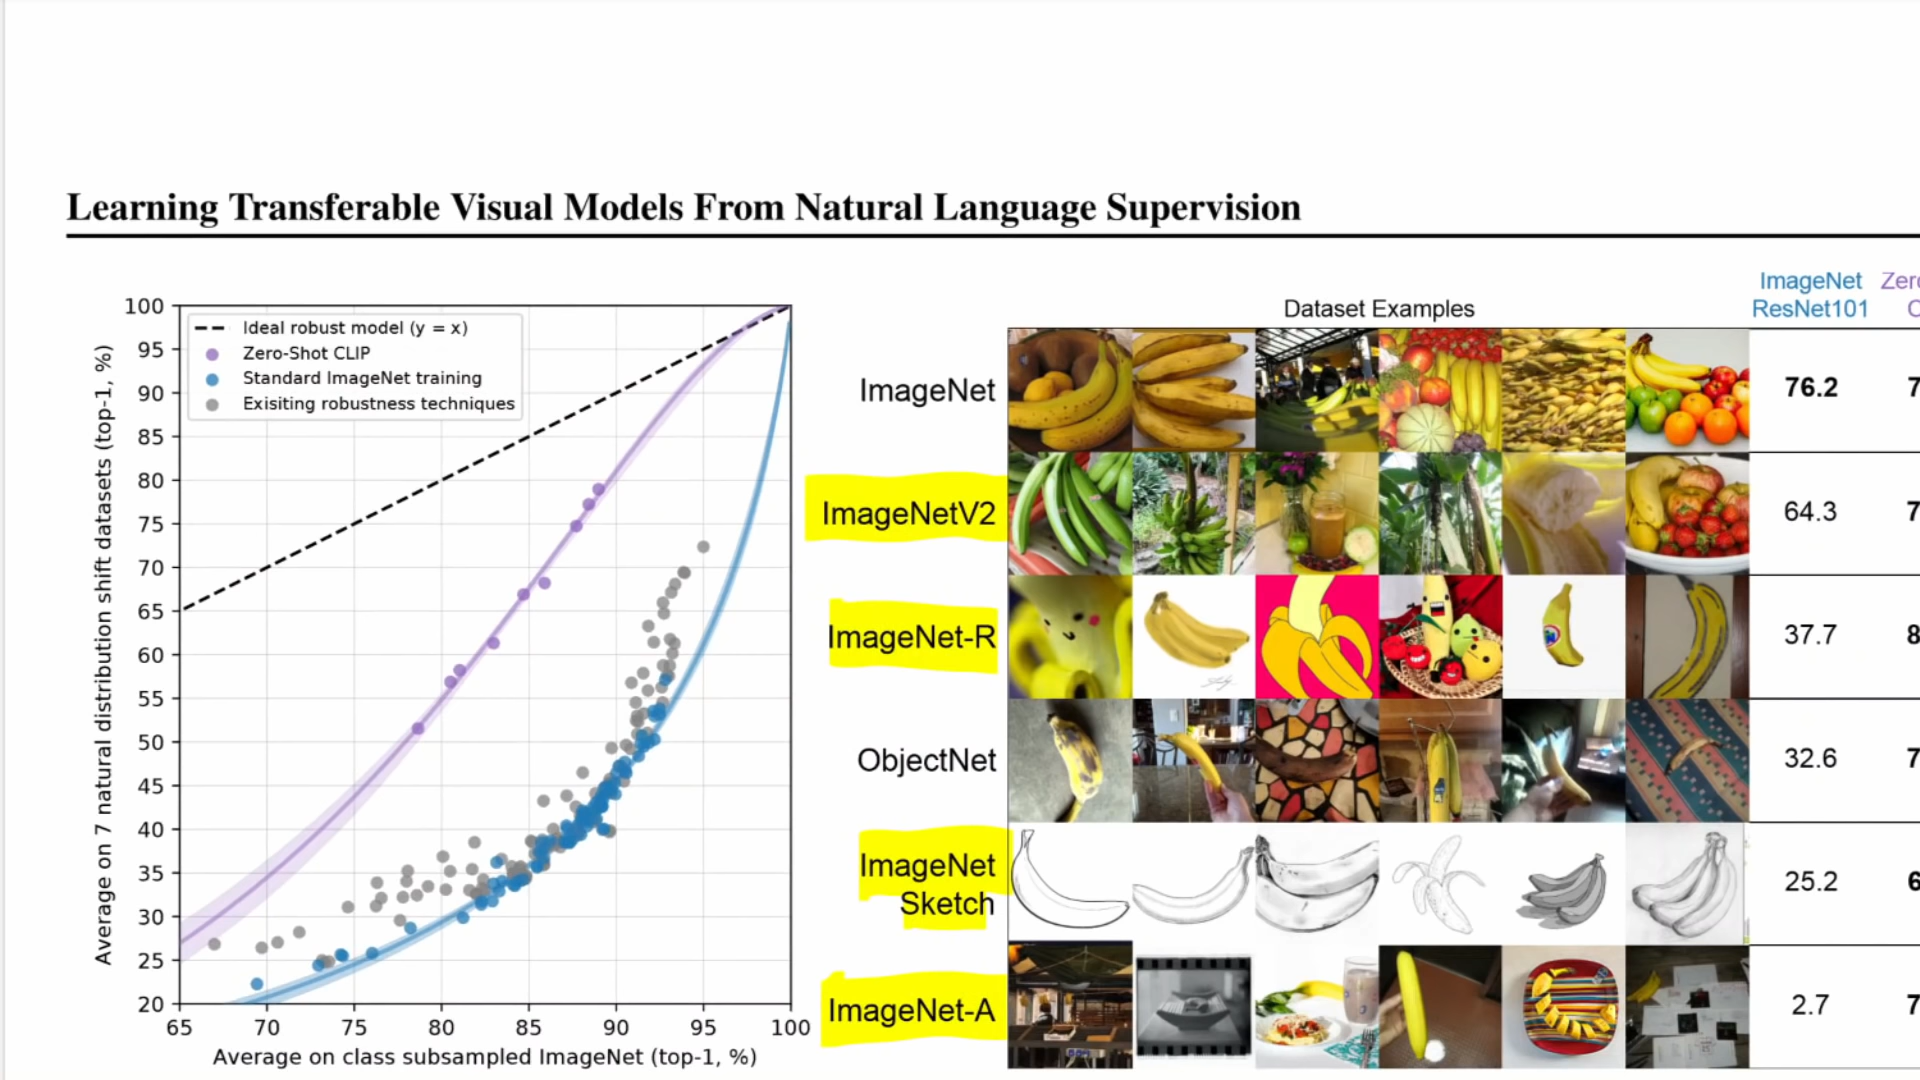 Learning Transferable Visual Models From Natural Language Supervision
100
95
90
85
80
75
70
65
60
55
50
45
40
35
30
25
20
Average on 7 natural distribution shift datasets (top-1, %)
Ideal robust model (y = x)
Zero-Shot CLIP
Standard ImageNet training
Exisiting robustness techniques
65 70 75 80 85 90 95 100
Average on class subsampled ImageNet (top-1, %)
Dataset Examples
ImageNet
ResNet101
ImageNet
76.2
ImageNetV2
64.3
ImageNet-R
37.7
ObjectNet
32.6
ImageNet
Sketch
25.2
ImageNet-A
2.7